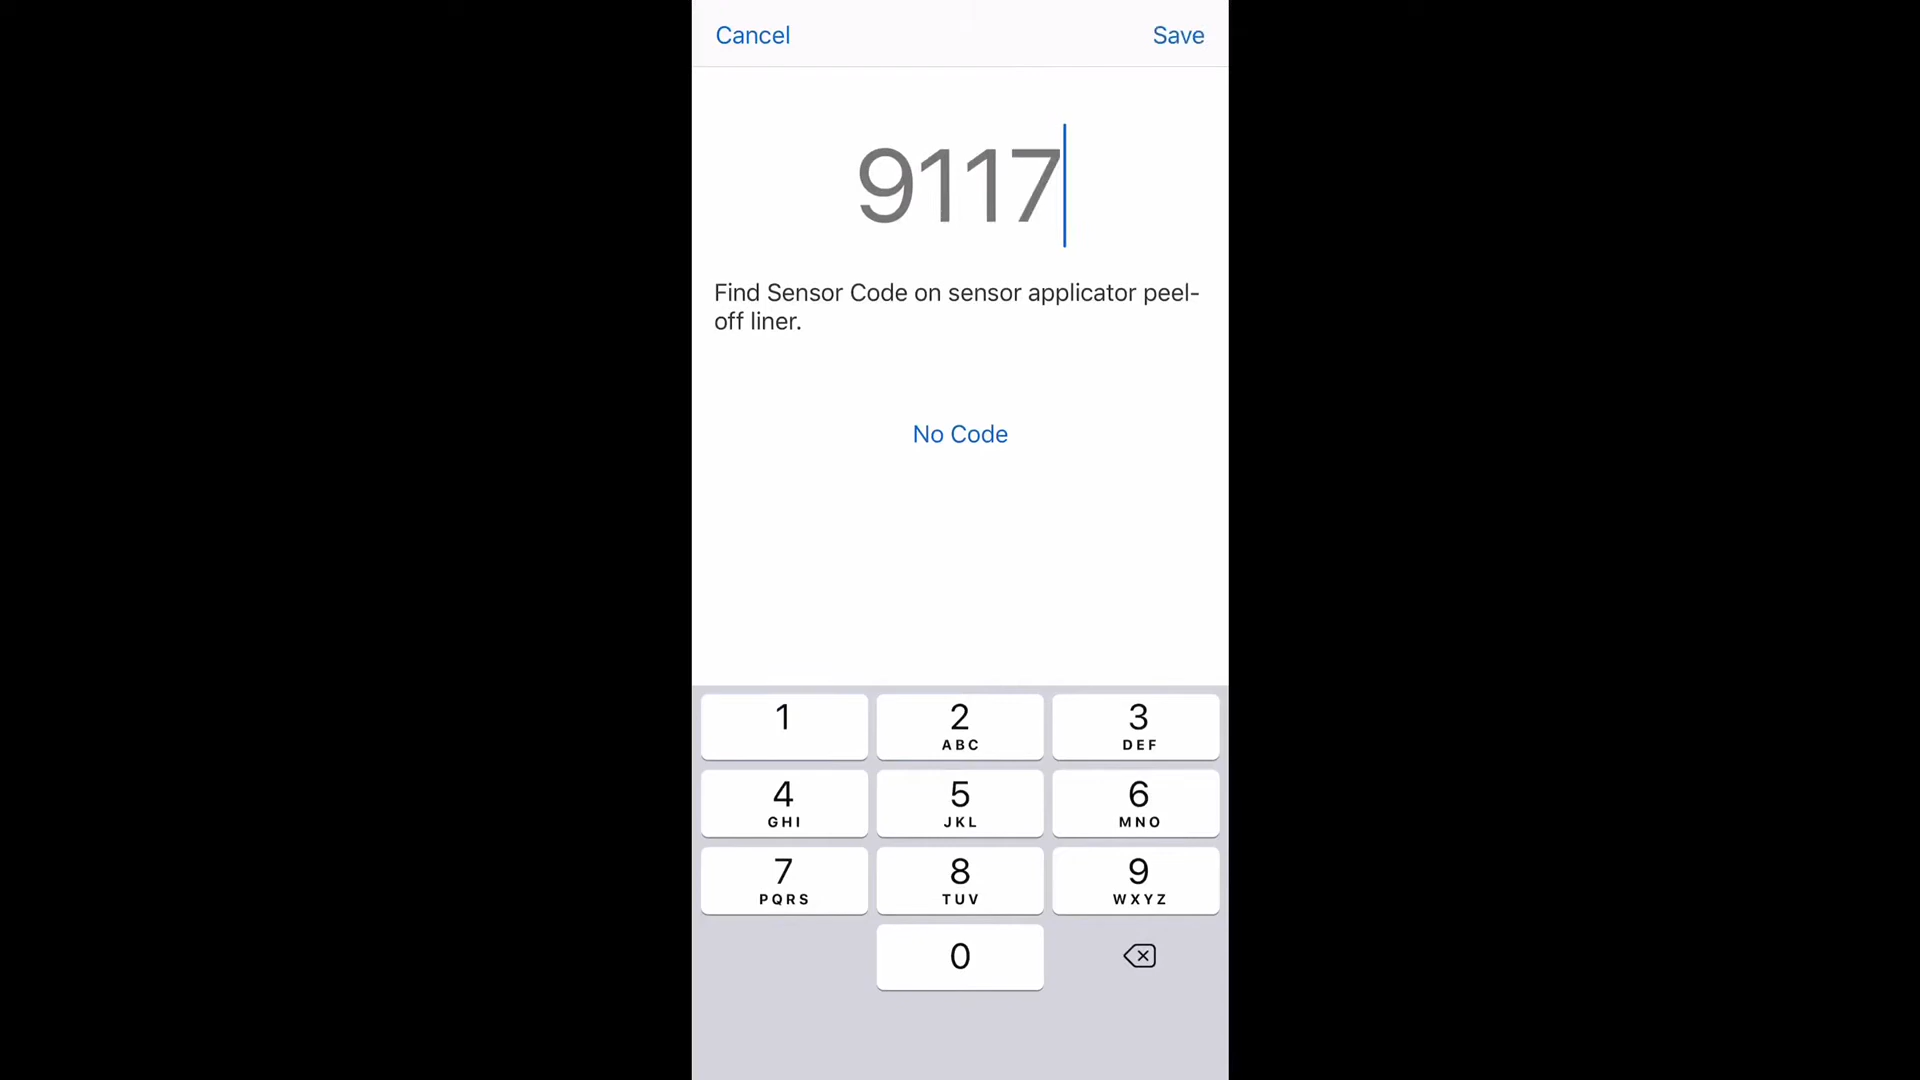 Cancel Save
9117
Find Sensor Code on sensor applicator peel-
off liner.
No Code
1 2 3
ABC DEF
4 5 6
GHI JKL MNO
7 8 9
PQRS TUV WXYZ
0